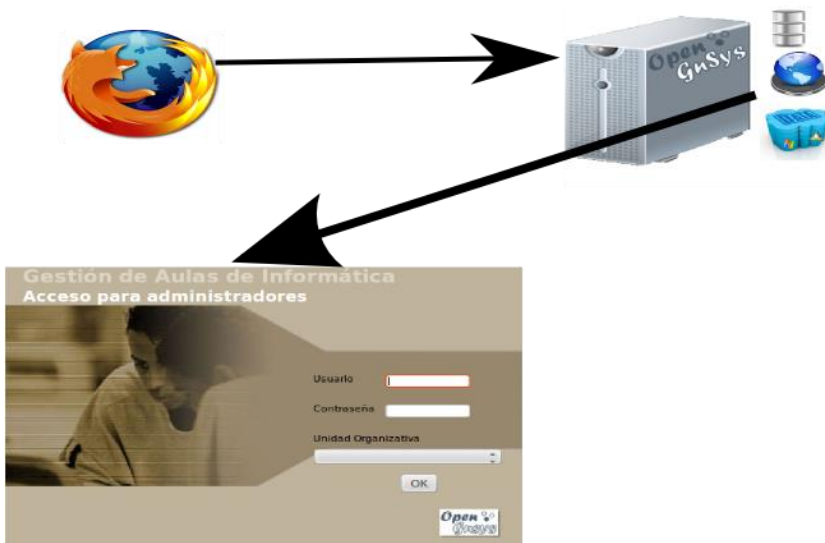 Open
GnSys
Gestión de Aulas de Informática
Acceso para administradores
Usuario
Contraseña
Unidad Organizativa
OK
Open
Gnsys